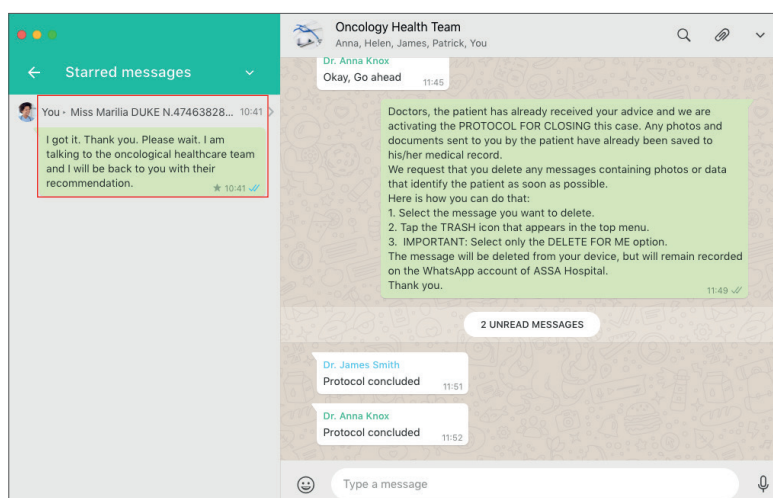 Starred messages
You · Miss Marilia DUKE N.47463828... 10:41
I got it. Thank you. Please wait. I am
talking to the oncological healthcare team
and I will be back to you with their
recommendation.
10:41
Oncology Health Team
Anna, Helen, James, Patrick, You
Dr. Anna Knox
Okay, Go ahead 11:45
Doctors, the patient has already received your advice and we are
activating the PROTOCOL FOR CLOSING this case. Any photos and
documents sent to you by the patient have already been saved to
his/her medical record.
We request that you delete any messages containing photos or data
that identify the patient as soon as possible.
Here is how you can do that:
1. Select the message you want to delete.
2. Tap the TRASH icon that appears in the top menu.
3. IMPORTANT: Select only the DELETE FOR ME option.
The message will be deleted from your device, but will remain recorded
on the WhatsApp account of ASSA Hospital.
Thank you.
11:49
2 UNREAD MESSAGES
Dr. James Smith
Protocol concluded 11:51
Dr. Anna Knox
Protocol concluded 11:52
Type a message